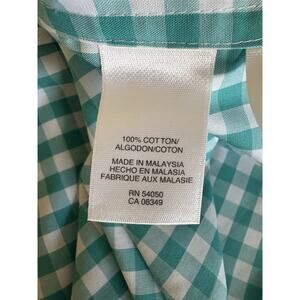 100% COTTON/
ALGODON/COTON
MADE IN MALAYSIA
HECHO EN MALASIA
FABRIQUE AUX MALASIE
RN 54050
CA 08349